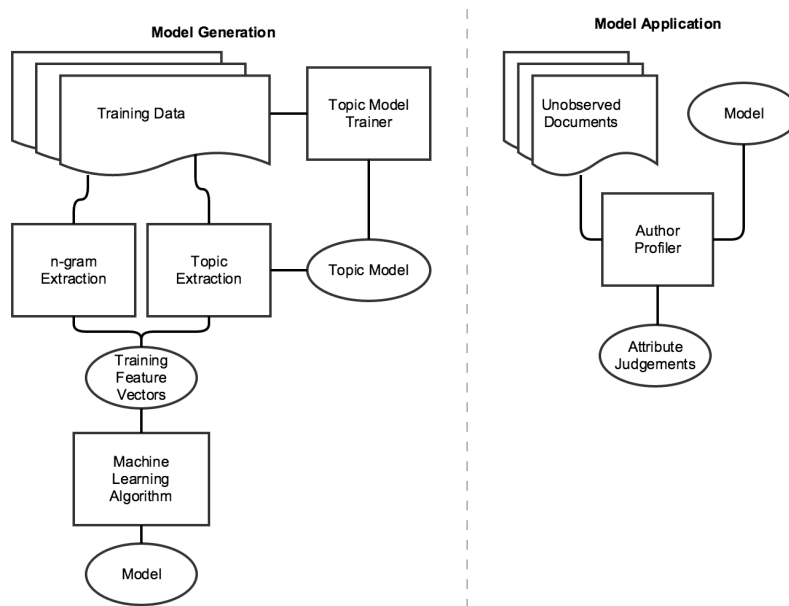 Model Generation
Training Data
Topic Model
Trainer
n-gram
Extraction
Topic
Extraction
Topic Model
Training
Feature
Vectors
Machine
Learning
Algorithm
Model
Model Application
Unobserved
Documents
Model
Author
Profiler
Attribute
Judgements